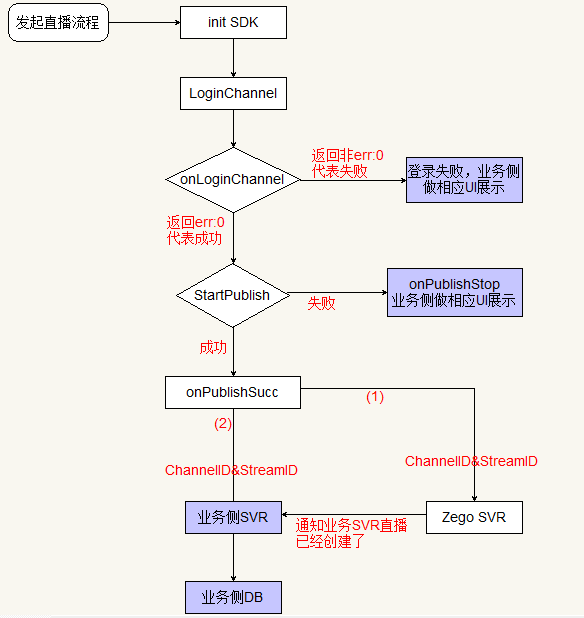 发起直播流程
init SDK
LoginChannel
onLoginChannel
返回非err:0
代表失败
登录失败，业务侧
做相应UI展示
返回err:0
代表成功
StartPublish
失败
onPublishStop
业务侧做相应UI展示
成功
onPublishSucc
(1)
(2)
ChannelID&StreamID
ChannelID&StreamID
业务侧SVR
通知业务SVR直播
已经创建了
Zego SVR
业务侧DB